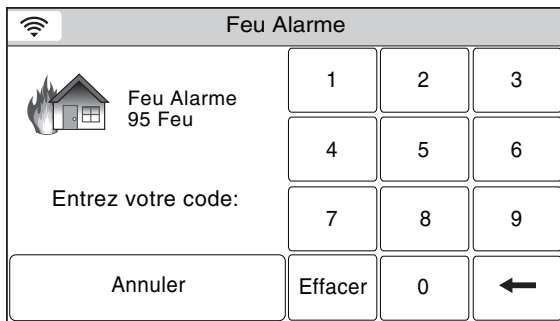 Feu Alarme
Feu Alarme
95 Feu
Entrez votre code:
1 2 3
4 5 6
7 8 9
Annuler Effacer 0